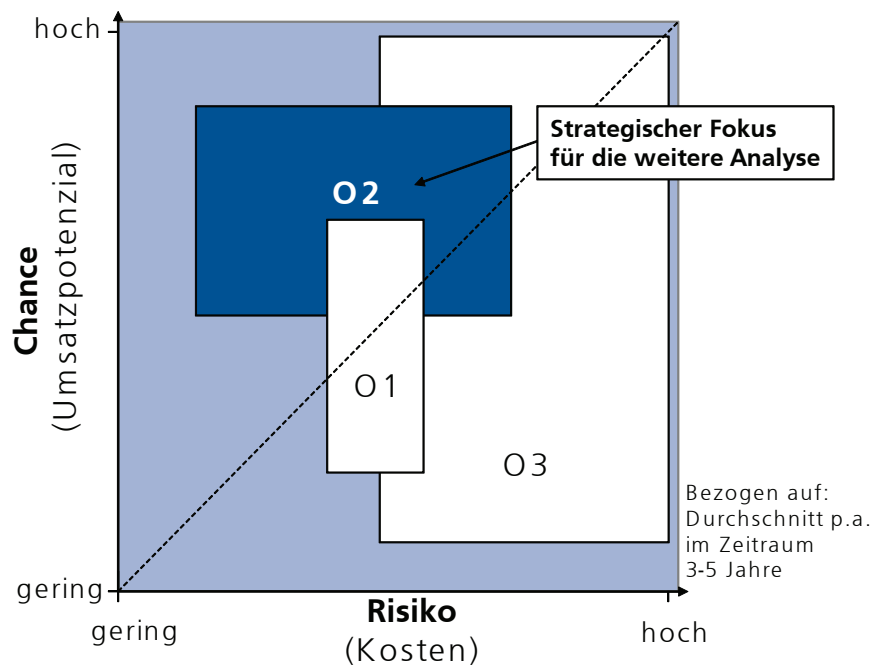 hoch
Chance
(Umsatzpotenzial)
Strategischer Fokus
für die weitere Analyse
O2
O1
O3
Bezogen auf:
Durchschnitt p.a.
im Zeitraum
3-5 Jahre
gering
gering
Risiko
(Kosten)
hoch